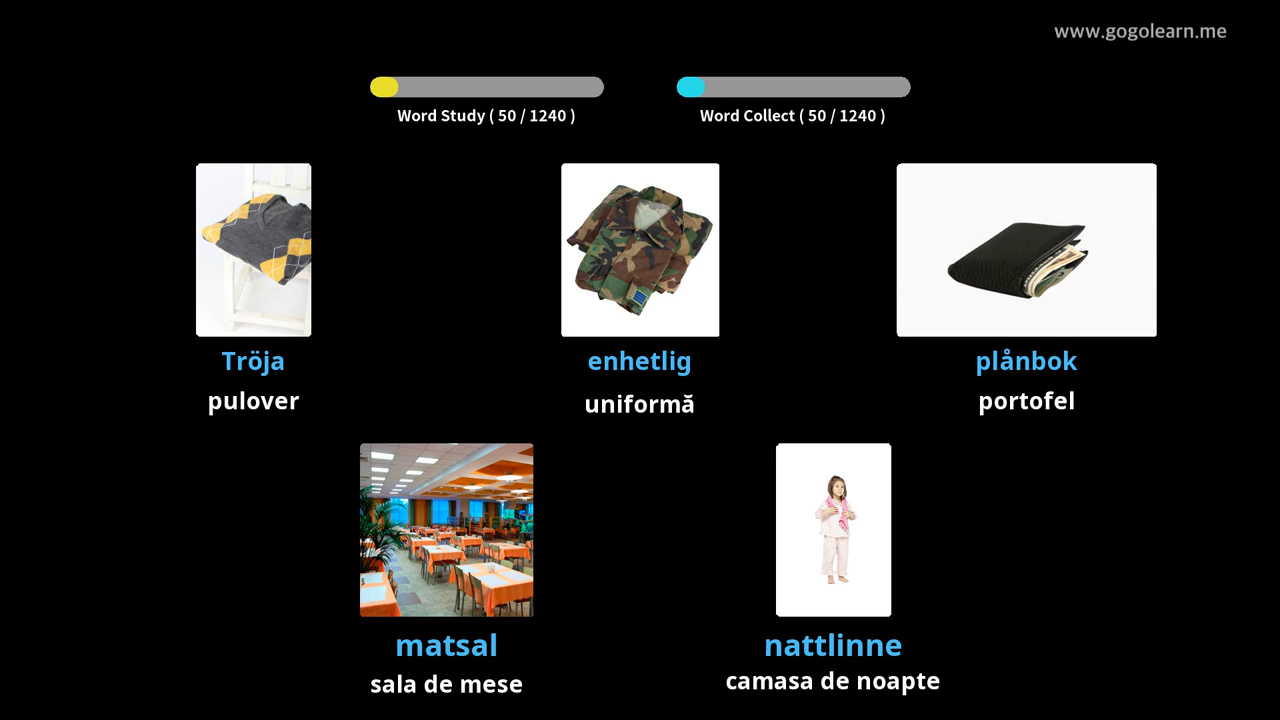 www.gogolearn.me
Word Study ( 50 / 1240 )
Word Collect ( 50 / 1240 )
Tröja
enhetlig
plånbok
pulover
uniformă
portofel
matsal
nattlinne
sala de mese
camasa de noapte